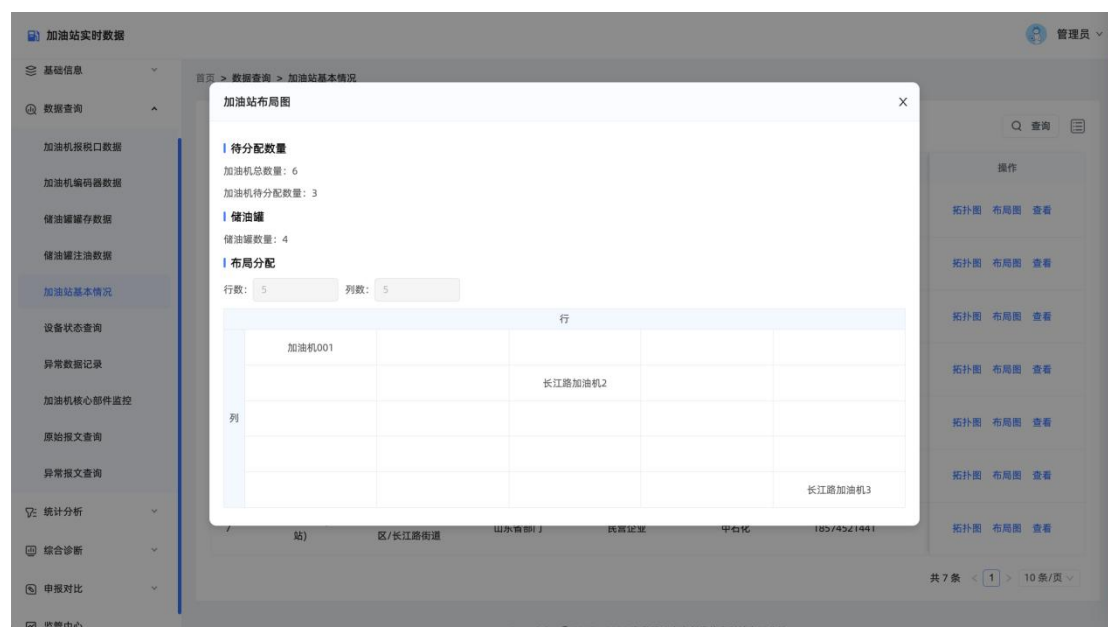 加油站实时数据
管理员
基础信息
首页 > 数据查询 > 加油站基本情况
数据查询
加油站布局图
X
查询
加油机报税口数据
待分配数量
加油机总数量：6
操作
加油机编码器数据
加油机待分配数量：3
储油罐罐存数据
储油罐
拓扑图 布局图 查看
储油罐数量：4
储油罐注油数据
布局分配
拓扑图 布局图 查看
加油站基本情况
行数： 5 列数： 5
行
设备状态查询
拓扑图 布局图 查看
加油机001
异常数据记录
拓扑图 布局图 查看
长江路加油机2
加油机核心部件监控
列
拓扑图 布局图 查看
原始报文查询
异常报文查询
拓扑图 布局图 查看
长江路加油机3
统计分析
7 站) 区/长江路街道 山东省部门 民营企业 中石化 18574521441 拓扑图 布局图 查看
综合诊断
共 7 条 < 1 > 10 条/页
申报对比
监管中心